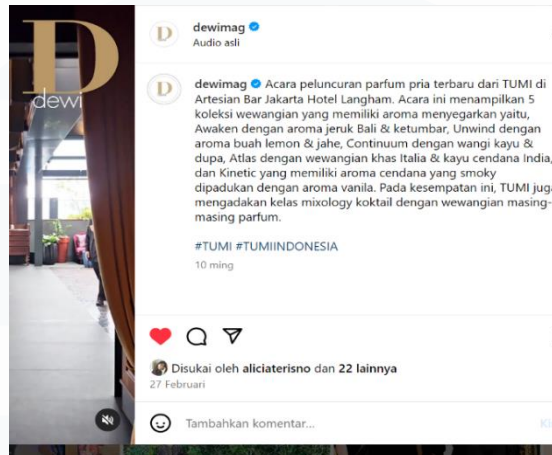 D
dewi
D
dewimag
Audio asli
D
dewimag Acara peluncuran parfum pria terbaru dari TUMI di
Artesian Bar Jakarta Hotel Langham. Acara ini menampilkan 5
koleksi wewangian yang memiliki aroma menyegarkan yaitu,
Awaken dengan aroma jeruk Bali & ketumbar, Unwind dengan
aroma buah lemon & jahe, Continuum dengan wangi kayu &
dupa, Atlas dengan wewangian khas Italia & kayu cendana India,
dan Kinetic yang memiliki aroma cendana yang smoky
dipadukan dengan aroma vanila. Pada kesempatan ini, TUMI juga
mengadakan kelas mixology koktail dengan wewangian masing-
masing parfum.
#TUMI #TUMIINDONESIA
10 ming
Disukai oleh aliciaterisno dan 22 lainnya
27 Februari
Tambahkan komentar...